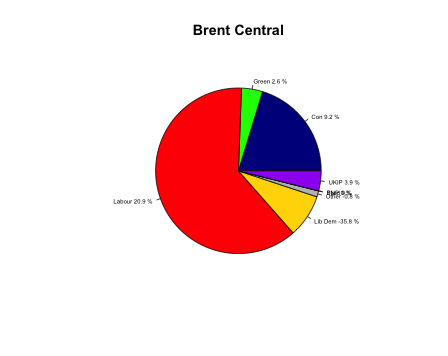 Brent Central
Green 2.6 %
Con 9.2 %
UKIP 3.9 %
Other -0.8 %
Labour 20.9 %
Lib Dem -35.8 %